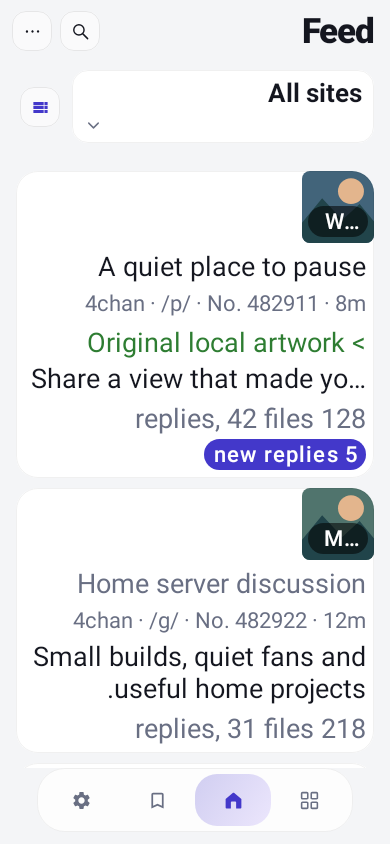 Feed
All sites
W…
A quiet place to pause
4chan · /p/ · No. 482911 · 8m
Original local artwork <
Share a view that made yo…
replies, 42 files 128
new replies 5
M…
Home server discussion
4chan · /g/ · No. 482922 · 12m
Small builds, quiet fans and
.useful home projects
replies, 31 files 218